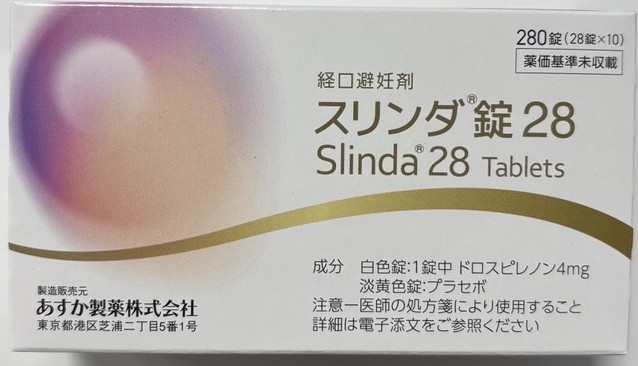 280錠(28錠×10)
薬価基準未収載
経口避妊剤
スリンダ®錠 28
Slinda® 28 Tablets
成分 白色錠:1錠中 ドロスピレノン4mg
淡黄色錠:プラセボ
注意ー医師の処方箋により使用すること
詳細は電子添文をご参照ください
製造販売元
あすか製薬株式会社
東京都港区芝浦二丁目5番1号